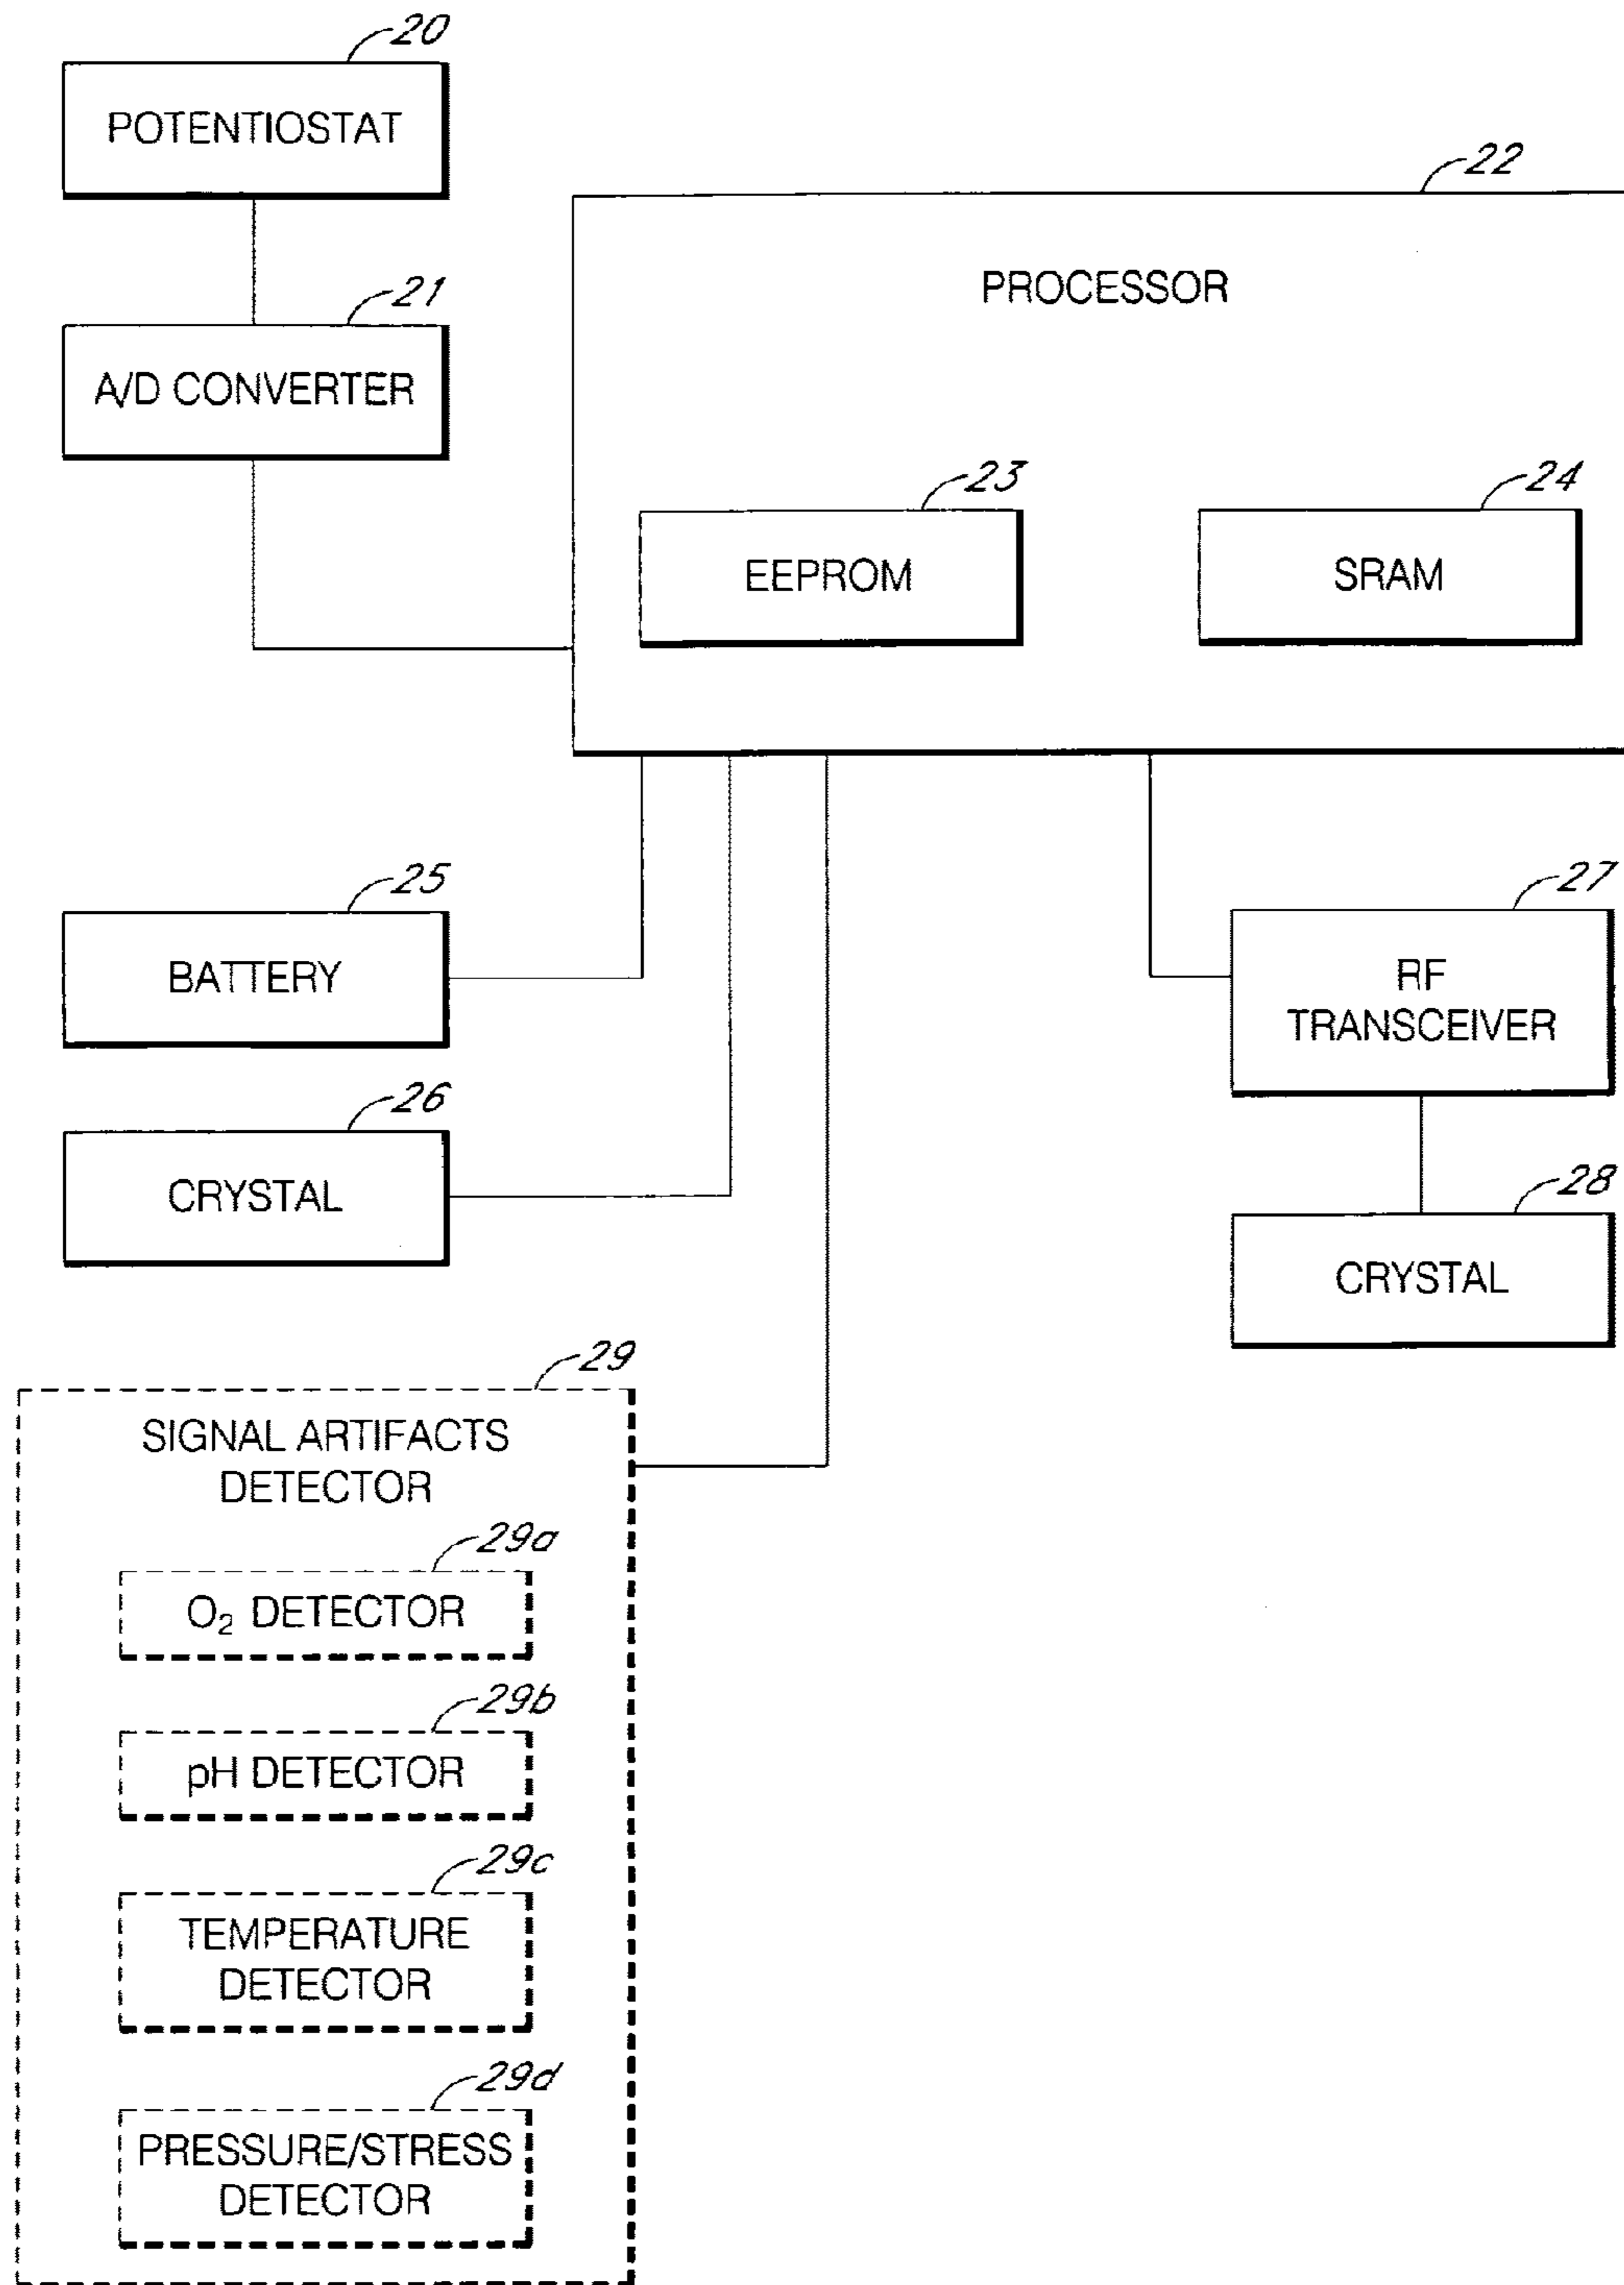 20
POTENTIOSTAT
22
PROCESSOR
21
A/D CONVERTER
23
EEPROM
24
SRAM
25
BATTERY
27
RF
TRANSCEIVER
26
CRYSTAL
28
CRYSTAL
29
SIGNAL ARTIFACTS
DETECTOR
29a
O₂ DETECTOR
29b
pH DETECTOR
29c
TEMPERATURE
DETECTOR
29d
PRESSURE/STRESS
DETECTOR